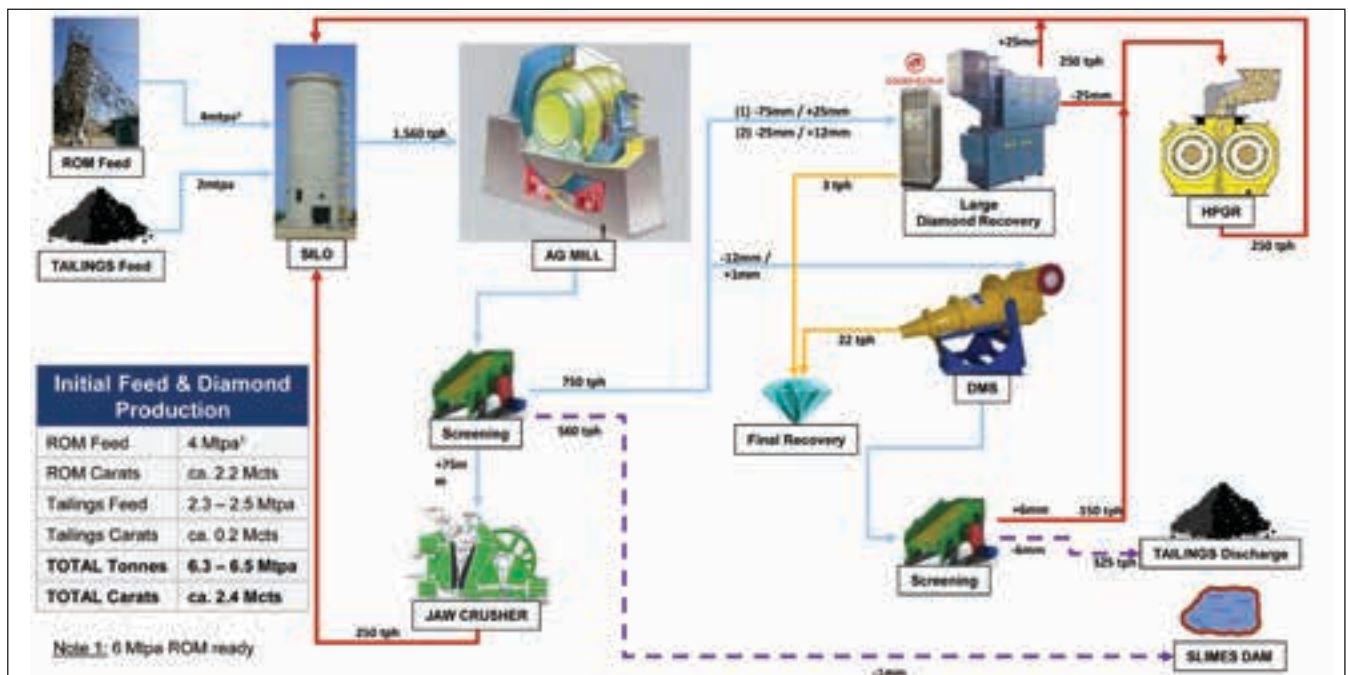 +25mm
250 tph
-25mm
4mtpa¹
1,560 tph
(1) -75mm / +25mm
(2) -25mm / +12mm
ROM Feed
2mtpa
3 tph
Large
Diamond Recovery
HPGR
TAILINGS Feed
SILO
AG MILL
250 tph
-12mm /
+1mm
22 tph
DMS
Initial Feed & Diamond
Production
ROM Feed 4 Mtpa¹
ROM Carats ca. 2.2 Mcts
Tailings Feed 2.3 – 2.5 Mtpa
Tailings Carats ca. 0.2 Mcts
TOTAL Tonnes 6.3 – 6.5 Mtpa
TOTAL Carats ca. 2.4 Mcts
Note 1: 6 Mtpa ROM ready
750 tph
560 tph
Screening
Final Recovery
+75m
m
JAW CRUSHER
250 tph
+6mm
-6mm
Screening
TAILINGS Discharge
SLIMES DAM
-1mm